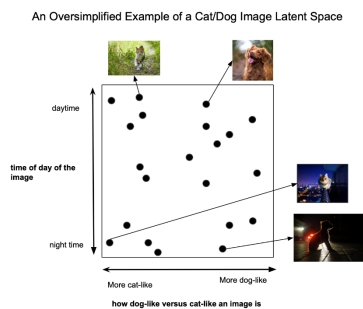 An Oversimplified Example of a Cat/Dog Image Latent Space
daytime
time of day of the
image
night time
More cat-like
More dog-like
how dog-like versus cat-like an image is